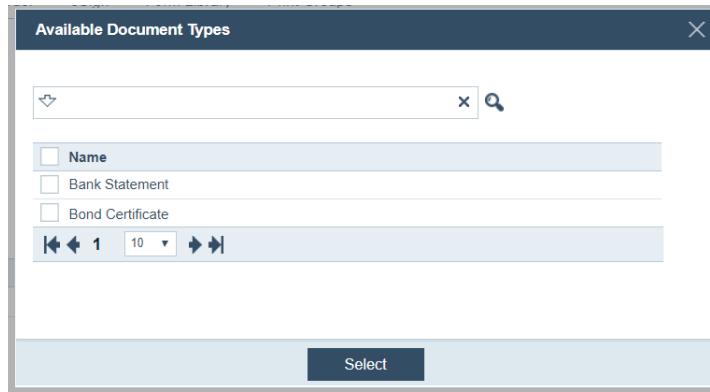 Available Document Types
Name
Bank Statement
Bond Certificate
1 10
Select